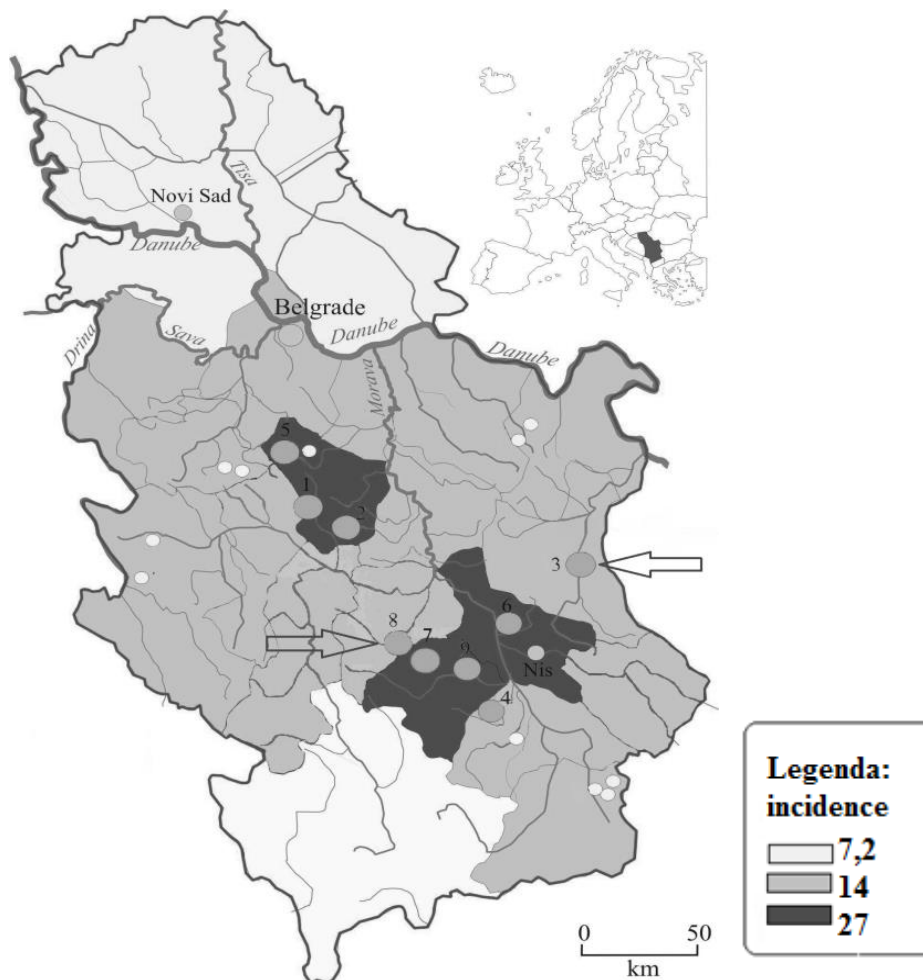 Tisa
Novi Sad
Danube
Belgrade
Danube
Drina
Sava
Danube
Morava
5
1
2
3
6
8
7
9
Nis
4
Legenda:
incidence
7,2
14
27
0 50
km